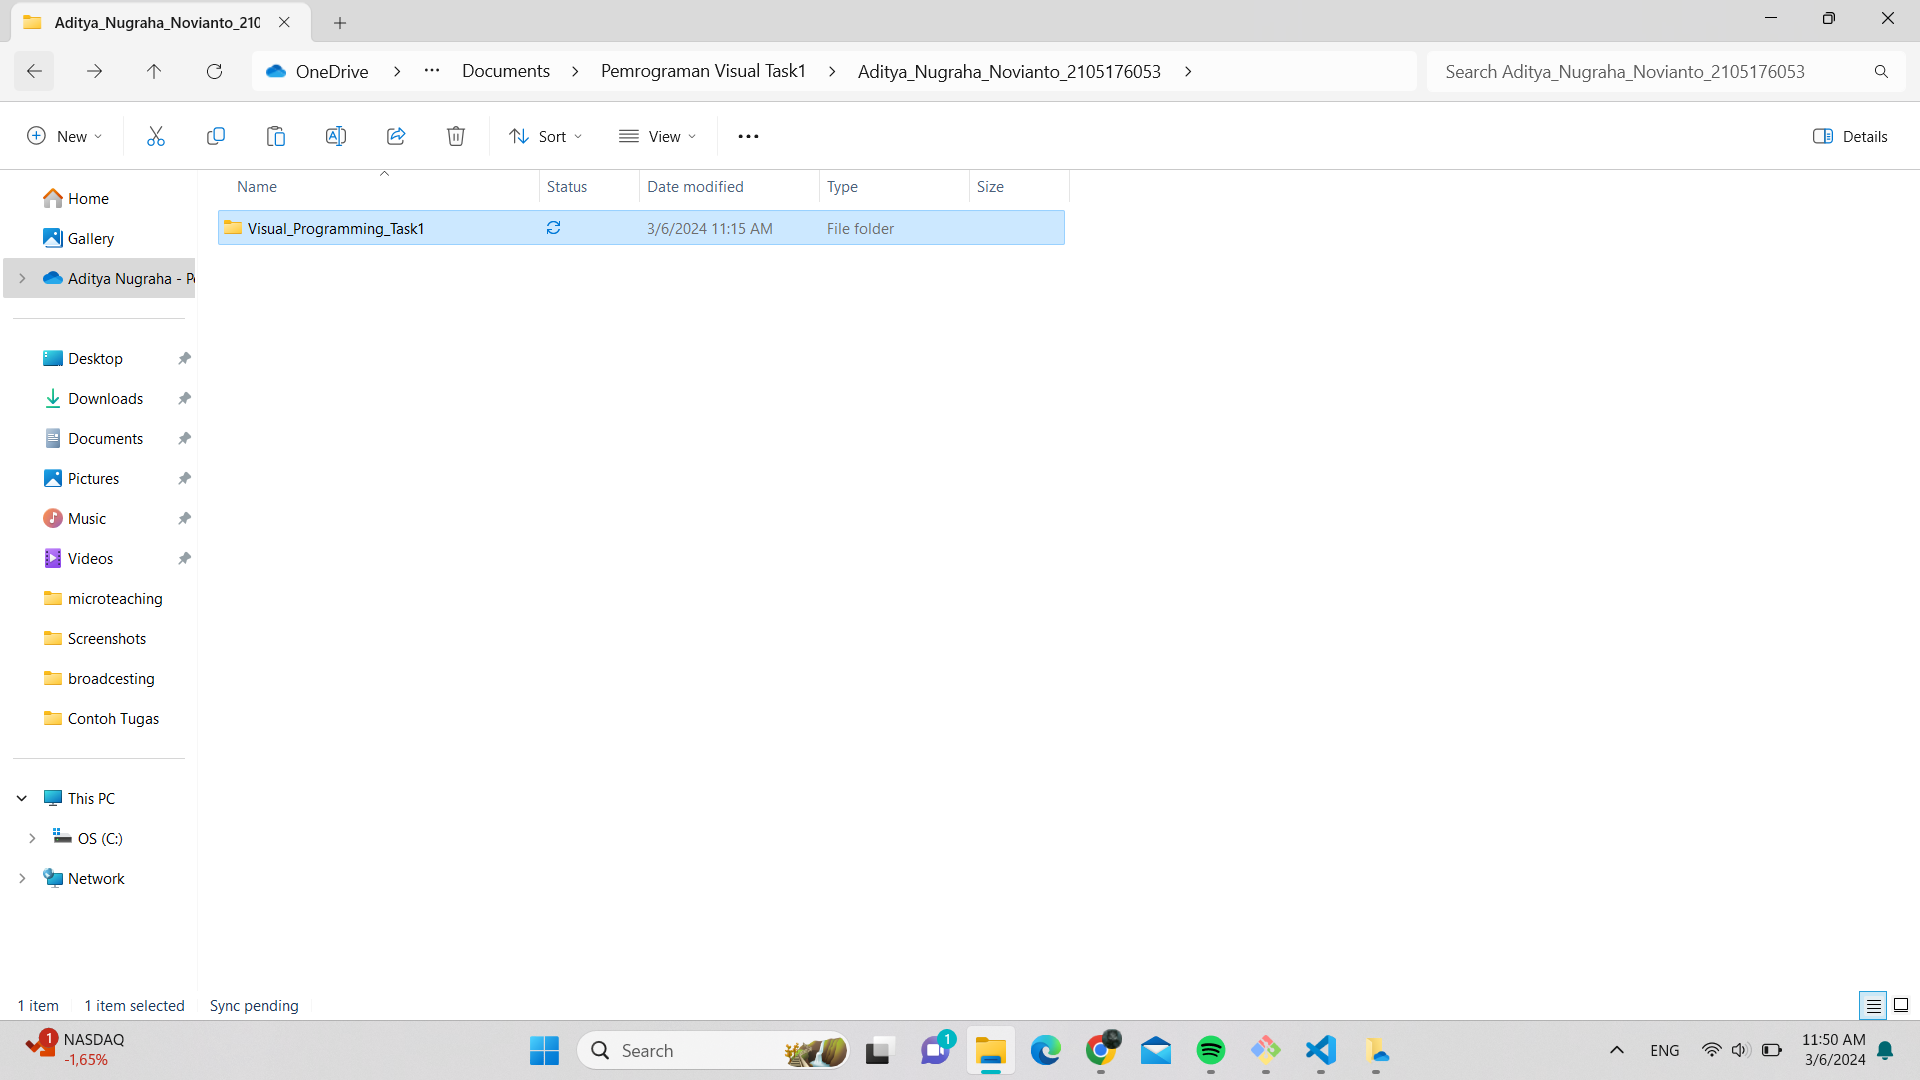 Aditya_Nugraha_Novianto_210
OneDrive > ... Documents > Pemrograman Visual Task1 > Aditya_Nugraha_Novianto_2105176053 >
Search Aditya_Nugraha_Novianto_2105176053
New
Sort
View
Details
Name Status Date modified Type Size
Visual_Programming_Task1 3/6/2024 11:15 AM File folder
Home
Gallery
Aditya Nugraha - Pe
Desktop
Downloads
Documents
Pictures
Music
Videos
microteaching
Screenshots
broadcesting
Contoh Tugas
This PC
OS (C:)
Network
1 item 1 item selected Sync pending
1
NASDAQ
-1,65%
Search
1
ENG
11:50 AM
3/6/2024